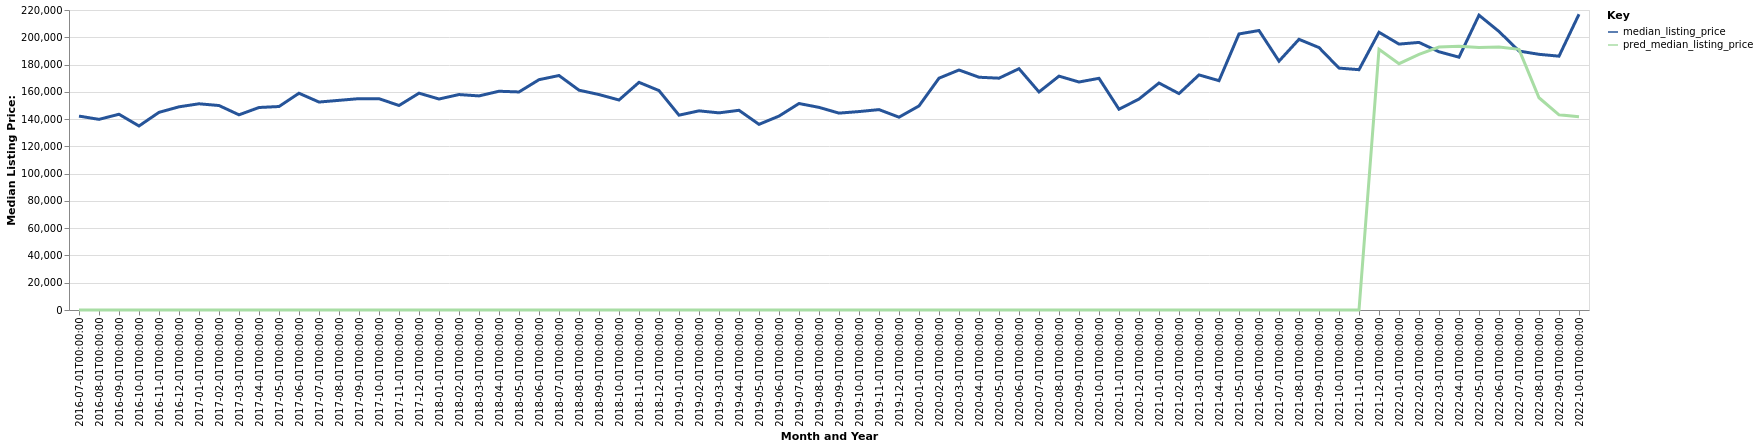 220,000
200,000
180,000
160,000
140,000
120,000
100,000
80,000
60,000
40,000
20,000
0
Median Listing Price:
2016-07-01T00:00:00
2016-08-01T00:00:00
2016-09-01T00:00:00
2016-10-01T00:00:00
2016-11-01T00:00:00
2016-12-01T00:00:00
2017-01-01T00:00:00
2017-02-01T00:00:00
2017-03-01T00:00:00
2017-04-01T00:00:00
2017-05-01T00:00:00
2017-06-01T00:00:00
2017-07-01T00:00:00
2017-08-01T00:00:00
2017-09-01T00:00:00
2017-10-01T00:00:00
2017-11-01T00:00:00
2017-12-01T00:00:00
2018-01-01T00:00:00
2018-02-01T00:00:00
2018-03-01T00:00:00
2018-04-01T00:00:00
2018-05-01T00:00:00
2018-06-01T00:00:00
2018-07-01T00:00:00
2018-08-01T00:00:00
2018-09-01T00:00:00
2018-10-01T00:00:00
2018-11-01T00:00:00
2018-12-01T00:00:00
2019-01-01T00:00:00
2019-02-01T00:00:00
2019-03-01T00:00:00
2019-04-01T00:00:00
2019-05-01T00:00:00
2019-06-01T00:00:00
2019-07-01T00:00:00
2019-08-01T00:00:00
2019-09-01T00:00:00
2019-10-01T00:00:00
2019-11-01T00:00:00
2019-12-01T00:00:00
2020-01-01T00:00:00
2020-02-01T00:00:00
2020-03-01T00:00:00
2020-04-01T00:00:00
2020-05-01T00:00:00
2020-06-01T00:00:00
2020-07-01T00:00:00
2020-08-01T00:00:00
2020-09-01T00:00:00
2020-10-01T00:00:00
2020-11-01T00:00:00
2020-12-01T00:00:00
2021-01-01T00:00:00
2021-02-01T00:00:00
2021-03-01T00:00:00
2021-04-01T00:00:00
2021-05-01T00:00:00
2021-06-01T00:00:00
2021-07-01T00:00:00
2021-08-01T00:00:00
2021-09-01T00:00:00
2021-10-01T00:00:00
2021-11-01T00:00:00
2021-12-01T00:00:00
2022-01-01T00:00:00
2022-02-01T00:00:00
2022-03-01T00:00:00
2022-04-01T00:00:00
2022-05-01T00:00:00
2022-06-01T00:00:00
2022-07-01T00:00:00
2022-08-01T00:00:00
2022-09-01T00:00:00
2022-10-01T00:00:00
Month and Year
Key
median_listing_price
pred_median_listing_price